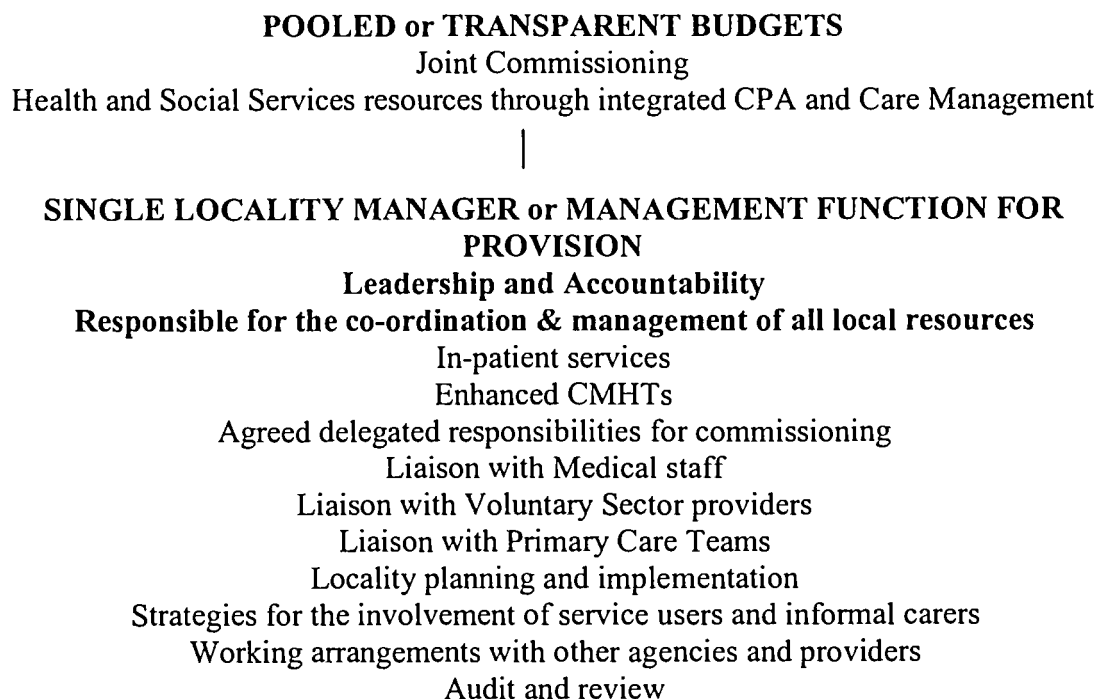 POOLED or TRANSPARENT BUDGETS
Joint Commissioning
Health and Social Services resources through integrated CPA and Care Management
SINGLE LOCALITY MANAGER or MANAGEMENT FUNCTION FOR
PROVISION
Leadership and Accountability
Responsible for the co-ordination & management of all local resources
In-patient services
Enhanced CMHTs
Agreed delegated responsibilities for commissioning
Liaison with Medical staff
Liaison with Voluntary Sector providers
Liaison with Primary Care Teams
Locality planning and implementation
Strategies for the involvement of service users and informal carers
Working arrangements with other agencies and providers
Audit and review